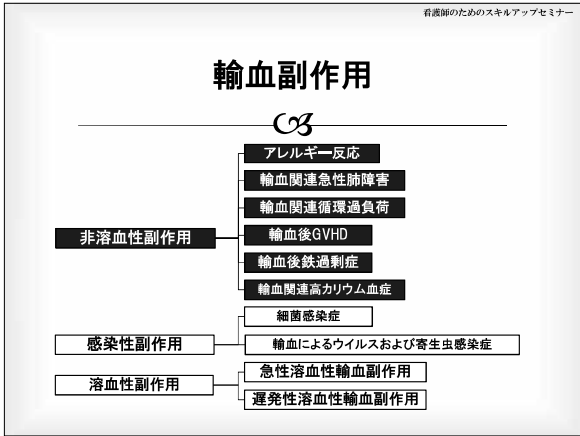 看護師のためのスキルアップセミナー
輸血副作用
アレルギー反応
輸血関連急性肺障害
輸血関連循環過負荷
非溶血性副作用
輸血後GVHD
輸血後鉄過剰症
輸血関連高カリウム血症
細菌感染症
感染性副作用
輸血によるウイルスおよび寄生虫感染症
急性溶血性輸血副作用
溶血性副作用
遅発性溶血性輸血副作用